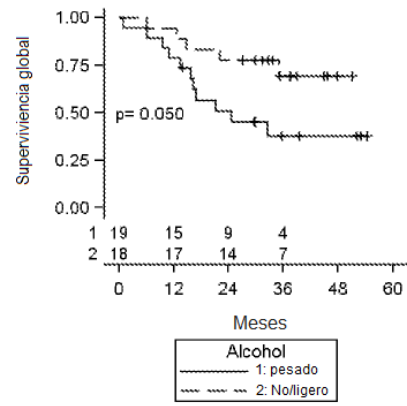 Superviviencia global
1.00
0.75
0.50
0.25
0.00
p= 0.050
1 19 15 9 4
2 18 17 14 7
0 12 24 36 48 60
Meses
Alcohol
1: pesado
2: No/ligero